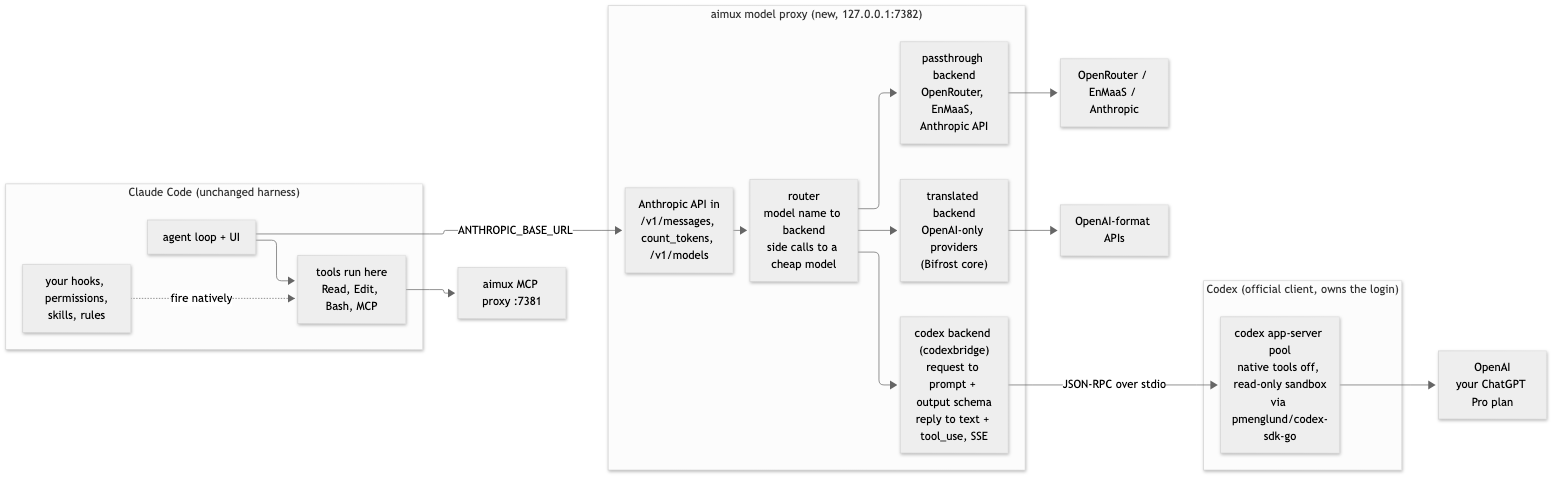 aimux model proxy (new, 127.0.0.1:7382)
passthrough
backend
OpenRouter,
EnMaaS,
Anthropic API
OpenRouter /
EnMaaS /
Anthropic
Claude Code (unchanged harness)
agent loop + UI
your hooks,
permissions,
skills, rules
fire natively
tools run here
Read, Edit,
Bash, MCP
aimux MCP
proxy :7381
ANTHROPIC_BASE_URL
Anthropic API in
/v1/messages,
count_tokens,
/v1/models
router
model name to
backend
side calls to a
cheap model
translated
backend
OpenAI-only
providers
(Bifrost core)
OpenAI-format
APIs
codex backend
(codexbridge)
request to
prompt +
output schema
reply to text +
tool_use, SSE
JSON-RPC over stdio
Codex (official client, owns the login)
codex app-server
pool
native tools off,
read-only sandbox
via
pmenglund/codex-
sdk-go
OpenAI
your ChatGPT
Pro plan